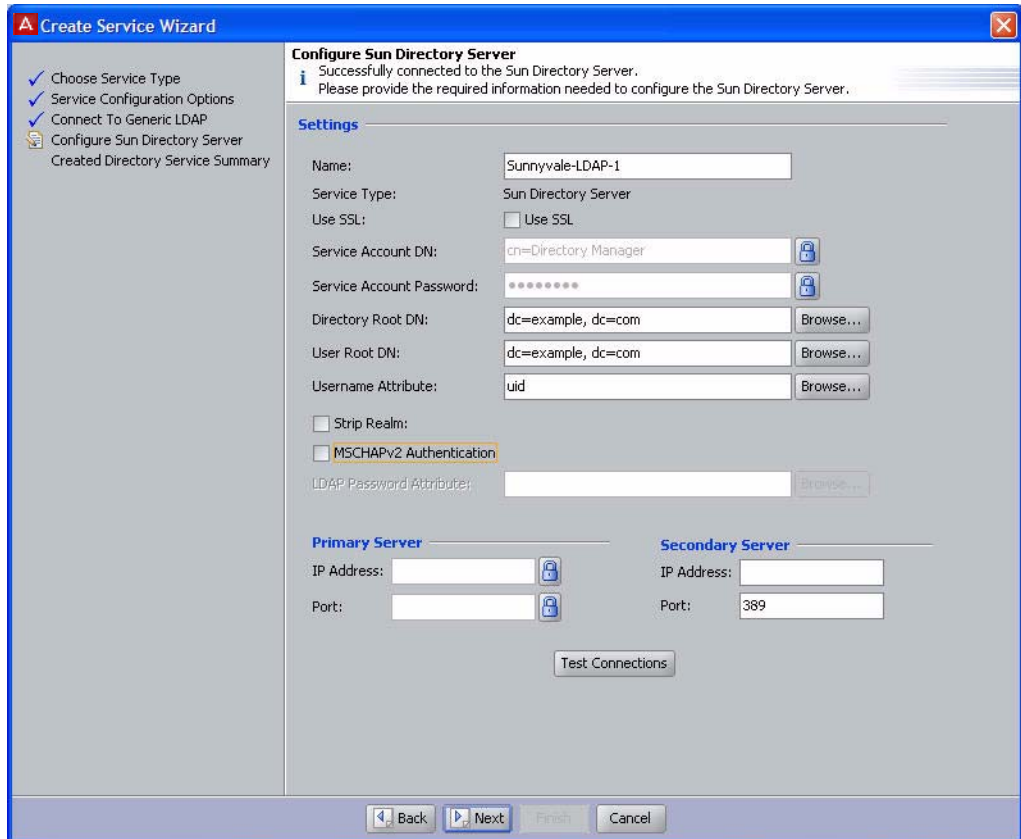 A Create Service Wizard
Choose Service Type
Service Configuration Options
Connect To Generic LDAP
Configure Sun Directory Server
Created Directory Service Summary
Configure Sun Directory Server
i Successfully connected to the Sun Directory Server.
Please provide the required information needed to configure the Sun Directory Server.
Settings
Name: Sunnyvale-LDAP-1
Service Type: Sun Directory Server
Use SSL: Use SSL
Service Account DN: cn=Directory Manager
Service Account Password: ●●●●●●●●
Directory Root DN: dc=example, dc=com Browse...
User Root DN: dc=example, dc=com Browse...
Username Attribute: uid Browse...
Strip Realm:
MSCHAPv2 Authentication
LDAP Password Attribute: Browse...
Primary Server Secondary Server
IP Address: IP Address:
Port: Port: 389
Test Connections
Back Next Finish Cancel